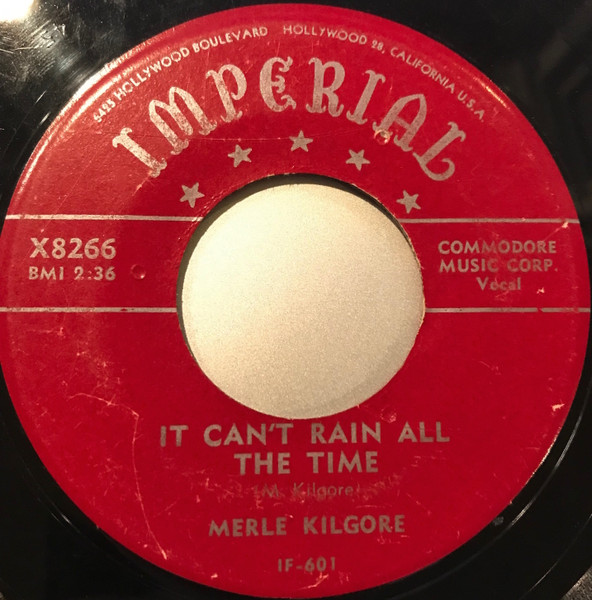 6425 HOLLYWOOD BOULEVARD HOLLYWOOD 28, CALIFORNIA U.S.A.
IMPERIAL
X8266
BMI 2:36
COMMODORE
MUSIC CORP.
Vocal
IT CAN'T RAIN ALL
THE TIME
(M. Kilgore)
MERLE KILGORE
IF-601